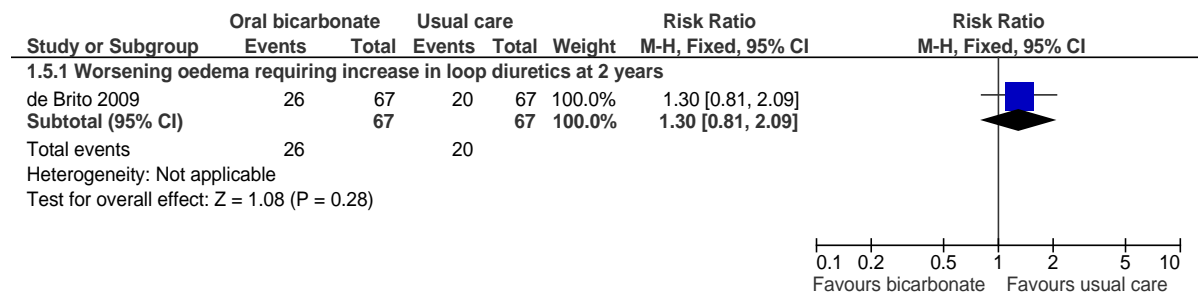 Oral bicarbonate Usual care Risk Ratio Risk Ratio
Study or Subgroup Events Total Events Total Weight M-H, Fixed, 95% CI M-H, Fixed, 95% CI
1.5.1 Worsening oedema requiring increase in loop diuretics at 2 years
de Brito 2009 26 67 20 67 100.0% 1.30 [0.81, 2.09]
Subtotal (95% CI) 67 67 100.0% 1.30 [0.81, 2.09]
Total events 26 20
Heterogeneity: Not applicable
Test for overall effect: Z = 1.08 (P = 0.28)
0.1 0.2 0.5 1 2 5 10
Favours bicarbonate Favours usual care